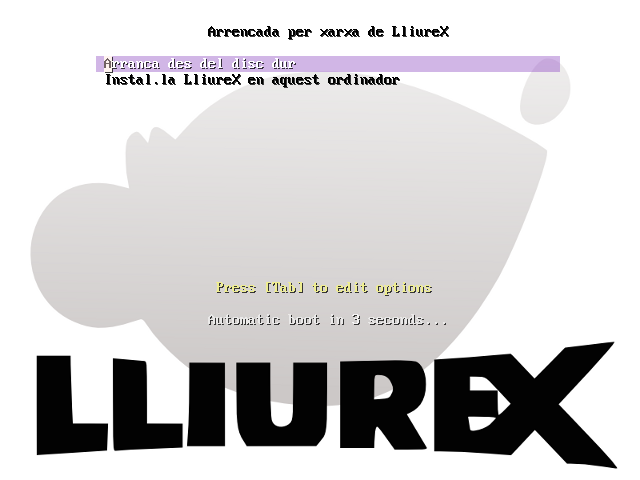 Arrencada per xarxa de LliureX
Arranca des del disc dur
Instal.la LliureX en aquest ordinador
Press [Tab] to edit options
Automatic boot in 3 seconds...
LLIUREX